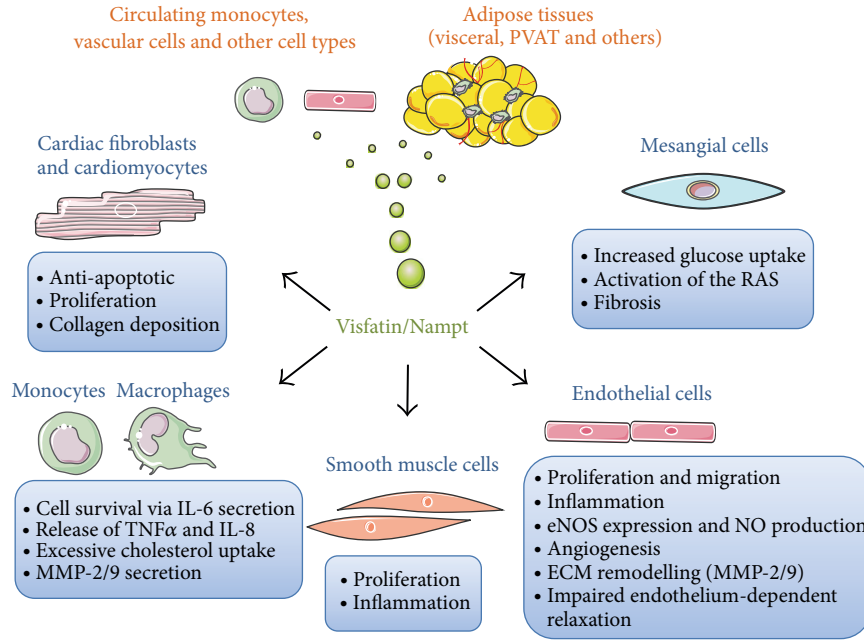 Circulating monocytes,
vascular cells and other cell types
Adipose tissues
(visceral, PVAT and others)
Cardiac fibroblasts
and cardiomyocytes
• Anti-apoptotic
• Proliferation
• Collagen deposition
Mesangial cells
• Increased glucose uptake
• Activation of the RAS
• Fibrosis
Visfatin/Nampt
Monocytes
Macrophages
• Cell survival via IL-6 secretion
• Release of TNFα and IL-8
• Excessive cholesterol uptake
• MMP-2/9 secretion
Smooth muscle cells
• Proliferation
• Inflammation
Endothelial cells
• Proliferation and migration
• Inflammation
• eNOS expression and NO production
• Angiogenesis
• ECM remodelling (MMP-2/9)
• Impaired endothelium-dependent
relaxation